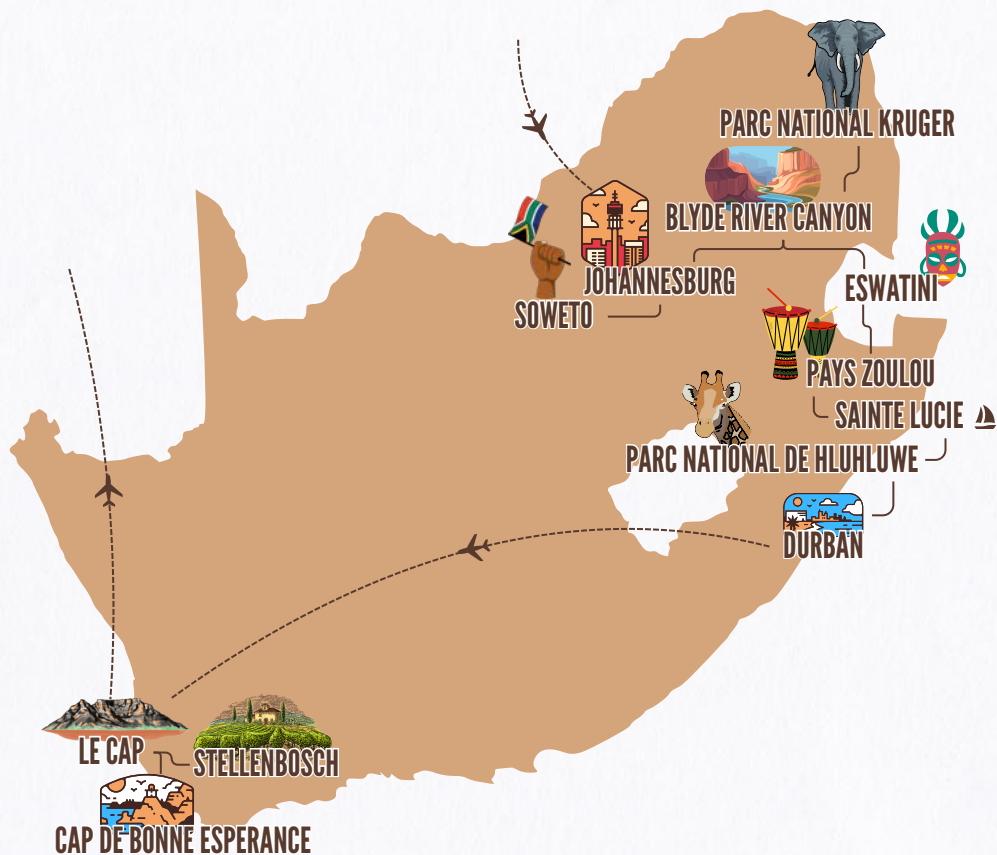 PARC NATIONAL KRUGER
BLYDE RIVER CANYON
JOHANNESBURG
ESWATINI
SOWETO
PAYS ZOULOU
SAINTE LUCIE
PARC NATIONAL DE HLUHLUWE
DURBAN
LE CAP
STELLENBOSCH
CAP DE BONNE ESPERANCE